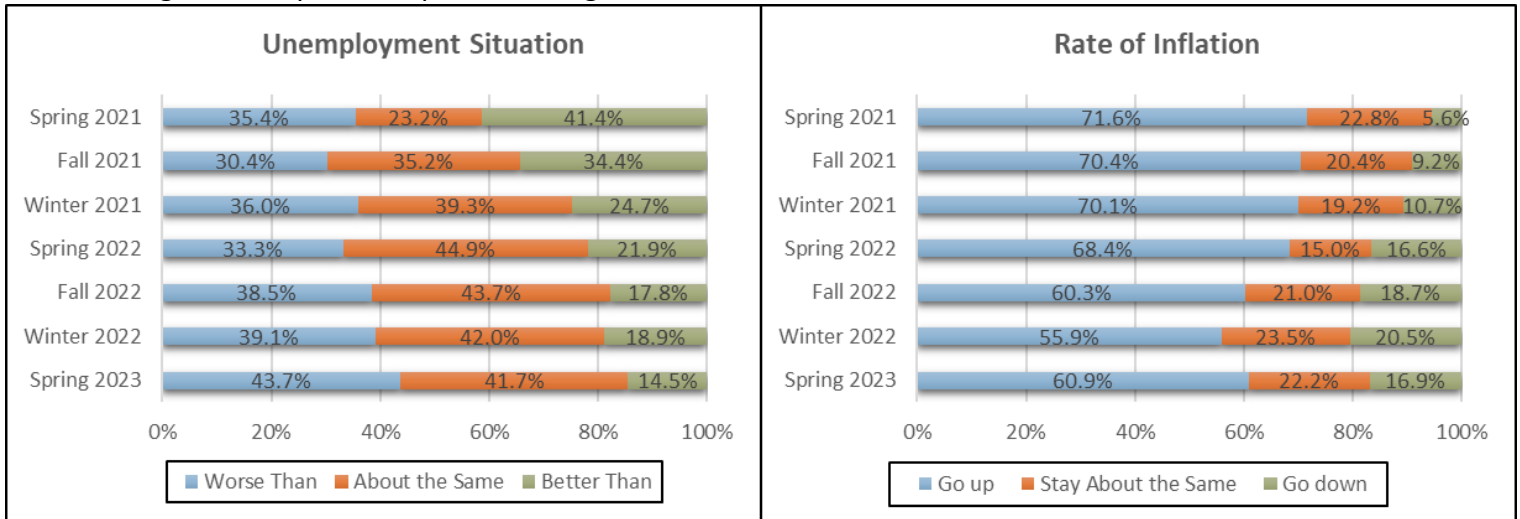 Unemployment Situation
Spring 2021 35.4% 23.2% 41.4%
Fall 2021 30.4% 35.2% 34.4%
Winter 2021 36.0% 39.3% 24.7%
Spring 2022 33.3% 44.9% 21.9%
Fall 2022 38.5% 43.7% 17.8%
Winter 2022 39.1% 42.0% 18.9%
Spring 2023 43.7% 41.7% 14.5%
0% 20% 40% 60% 80% 100%
Worse Than About the Same Better Than
Rate of Inflation
Spring 2021 71.6% 22.8% 5.6%
Fall 2021 70.4% 20.4% 9.2%
Winter 2021 70.1% 19.2% 10.7%
Spring 2022 68.4% 15.0% 16.6%
Fall 2022 60.3% 21.0% 18.7%
Winter 2022 55.9% 23.5% 20.5%
Spring 2023 60.9% 22.2% 16.9%
0% 20% 40% 60% 80% 100%
Go up Stay About the Same Go down